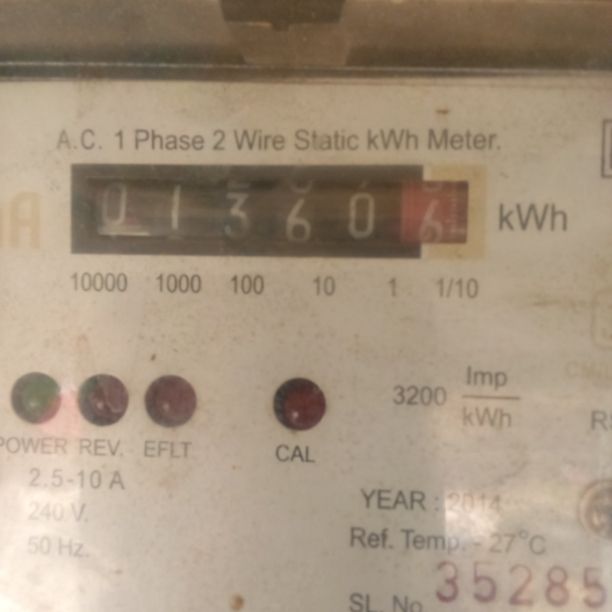 A.C. 1 Phase 2 Wire Static kWh Meter.
0 1 3 6 0 6 kWh
10000 1000 100 10 1 1/10
3200 Imp
kWh
POWER REV. EFLT CAL
2.5-10 A
240 V.
50 Hz.
YEAR : 2014
Ref. Temp. - 27°C
SL. No. 35285